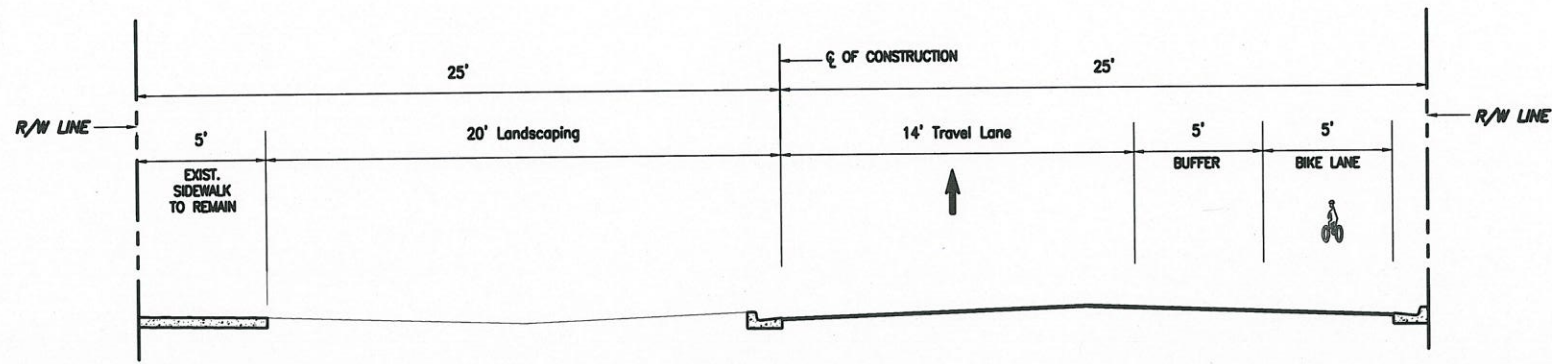 ℄ OF CONSTRUCTION
25'
25'
R/W LINE
R/W LINE
5'
20' Landscaping
14' Travel Lane
5'
5'
EXIST.
SIDEWALK
TO REMAIN
BUFFER
BIKE LANE